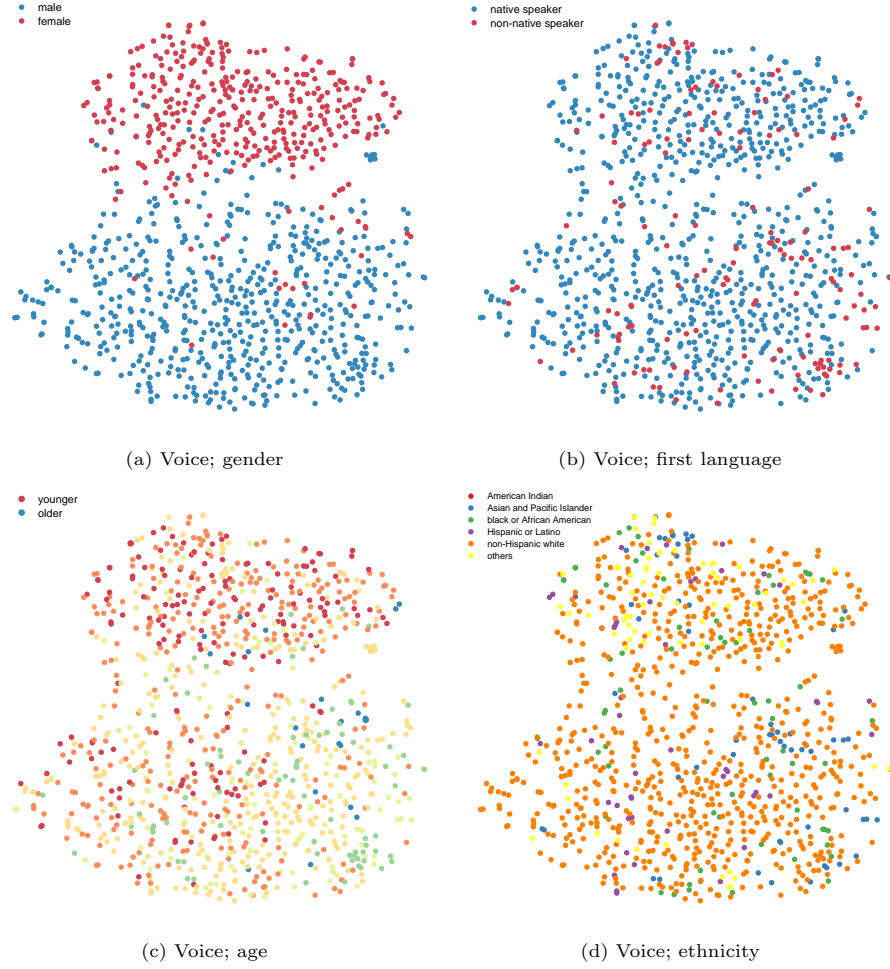 male
female
native speaker
non-native speaker
(a) Voice; gender
(b) Voice; first language
younger
older
American Indian
Asian and Pacific Islander
black or African American
Hispanic or Latino
non-Hispanic white
others
(c) Voice; age
(d) Voice; ethnicity